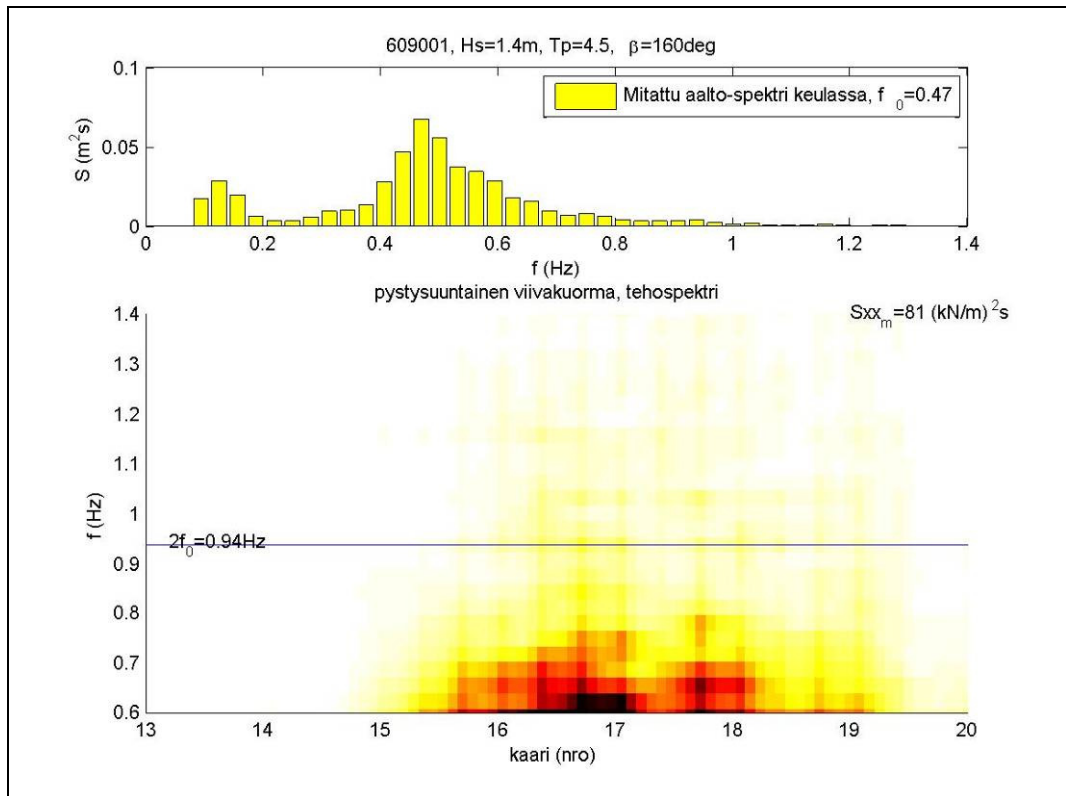 609001, Hs=1.4m, Tp=4.5, β=160deg
0.1
0.05
0
S (m²s)
Mitattu aalto-spektri keulassa, f ₀=0.47
0 0.2 0.4 0.6 0.8 1 1.2 1.4
f (Hz)
pystysuuntainen viivakuorma, tehospektri
Sxxₘ=81 (kN/m) ²s
1.4
1.3
1.2
1.1
1
0.9
0.8
0.7
0.6
f (Hz)
2f₀=0.94Hz
13 14 15 16 17 18 19 20
kaari (nro)